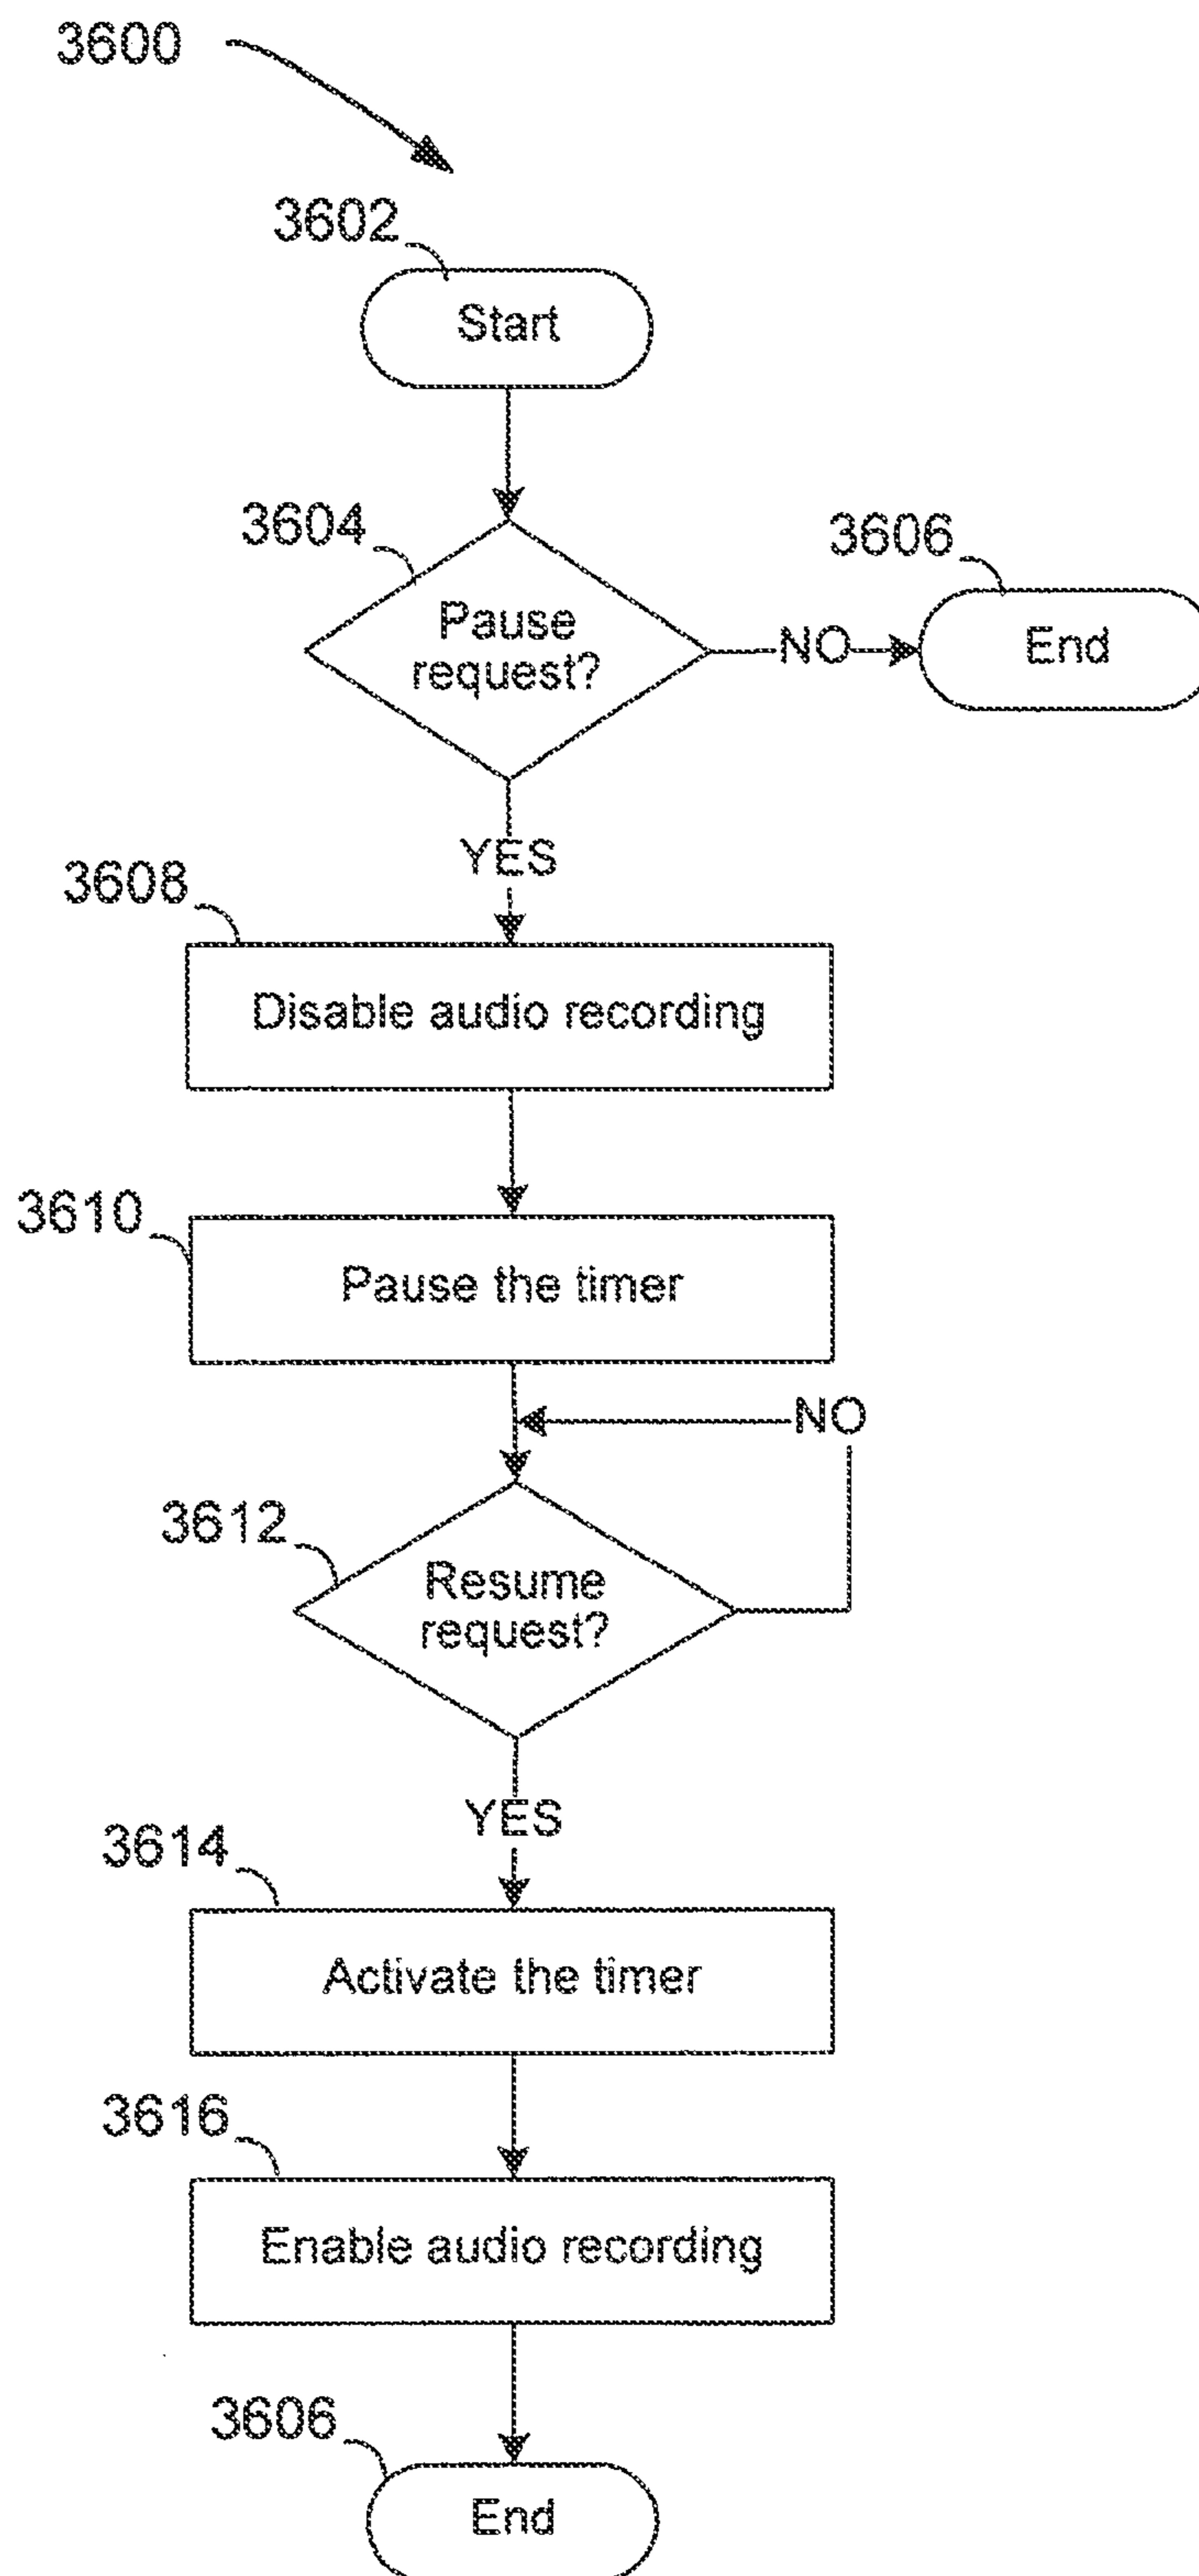 3600
3602
Start
3604
Pause
request?
NO
3606
End
YES
3608
Disable audio recording
3610
Pause the timer
NO
3612
Resume
request?
YES
3614
Activate the timer
3616
Enable audio recording
3606
End